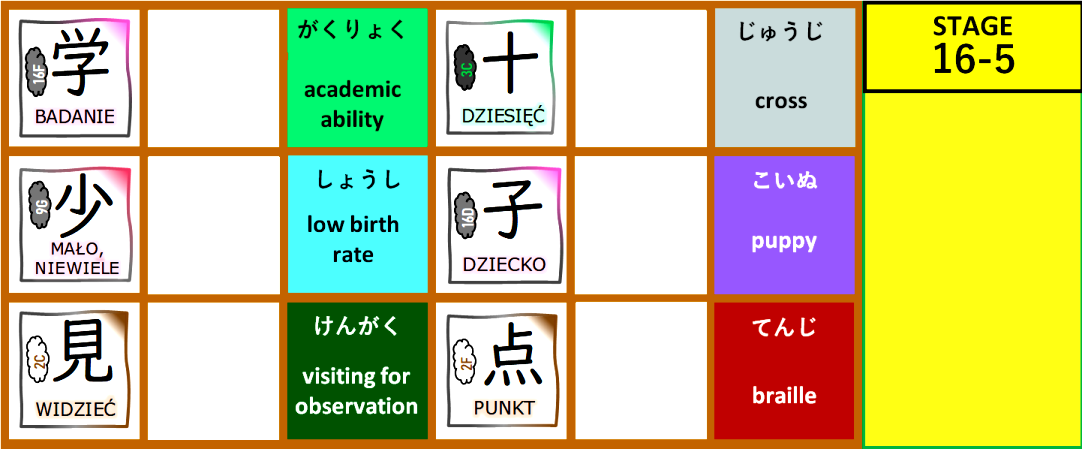 16F
学
BADANIE
がくりょく
academic
ability
3C
十
DZIESIĘĆ
じゅうじ
cross
STAGE
16-5
9G
少
MAŁO,
NIEWIELE
しょうし
low birth
rate
16D
子
DZIECKO
こいぬ
puppy
2C
見
WIDZIEĆ
けんがく
visiting for
observation
2F
点
PUNKT
てんじ
braille